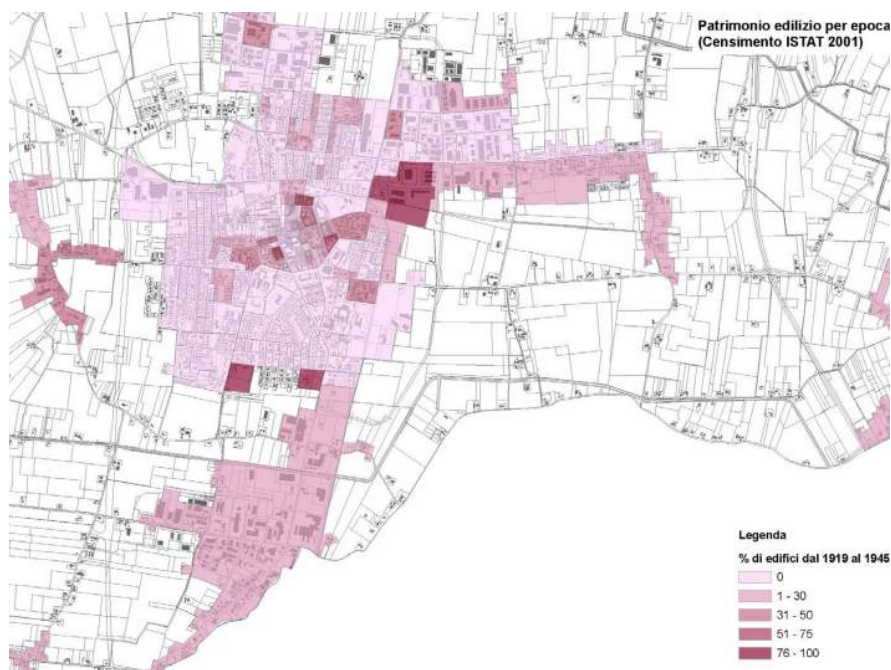 Patrimonio edilizio per epoca
(Censimento ISTAT 2001)
Legenda
% di edifici dal 1919 al 1945
0
1 - 30
31 - 50
51 - 75
76 - 100